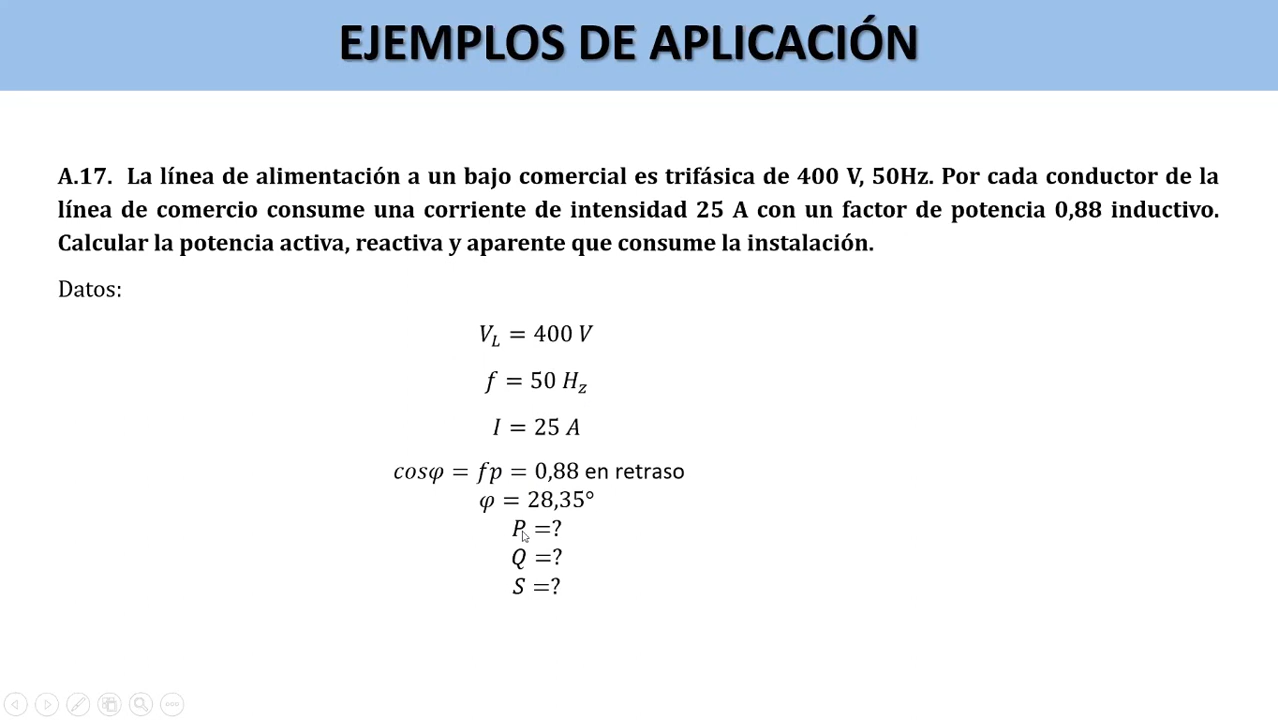 EJEMPLOS DE APLICACIÓN
A.17. La línea de alimentación a un bajo comercial es trifásica de 400 V, 50Hz. Por cada conductor de la
línea de comercio consume una corriente de intensidad 25 A con un factor de potencia 0,88 inductivo.
Calcular la potencia activa, reactiva y aparente que consume la instalación.
Datos:
V_L = 400 V
f = 50 H_z
I = 25 A
cosφ = fp = 0,88 en retraso
φ = 28,35°
P =?
Q =?
S =?